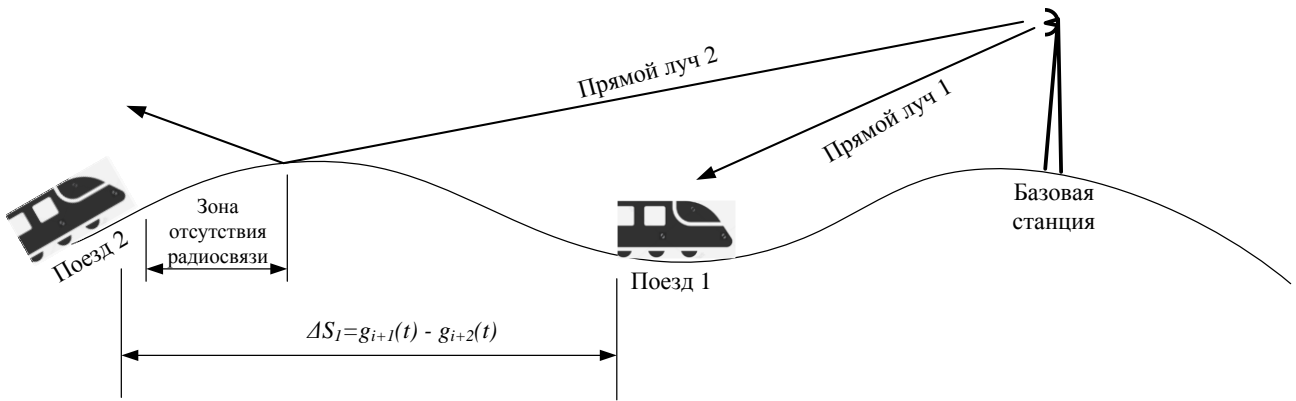 Прямой луч 2
Прямой луч 1
Базовая
станция
Зона
отсутствия
радиосвязи
Поезд 2
Поезд 1
ΔS₁=gᵢ₊₁(t) - gᵢ₊₂(t)